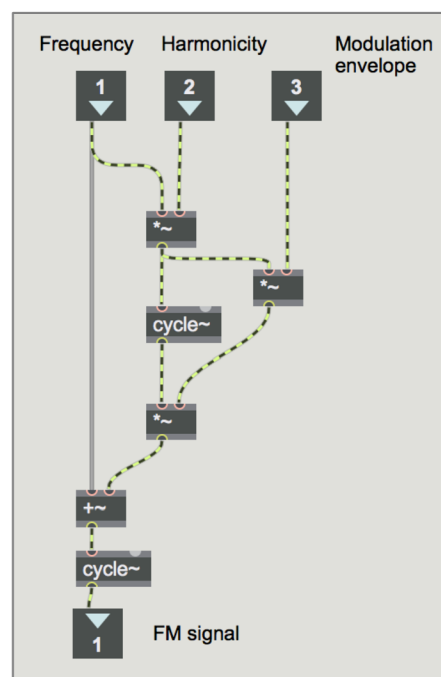 Frequency
Harmonicity
Modulation
envelope
1
2
3
*~
*~
cycle~
*~
+~
cycle~
1
FM signal